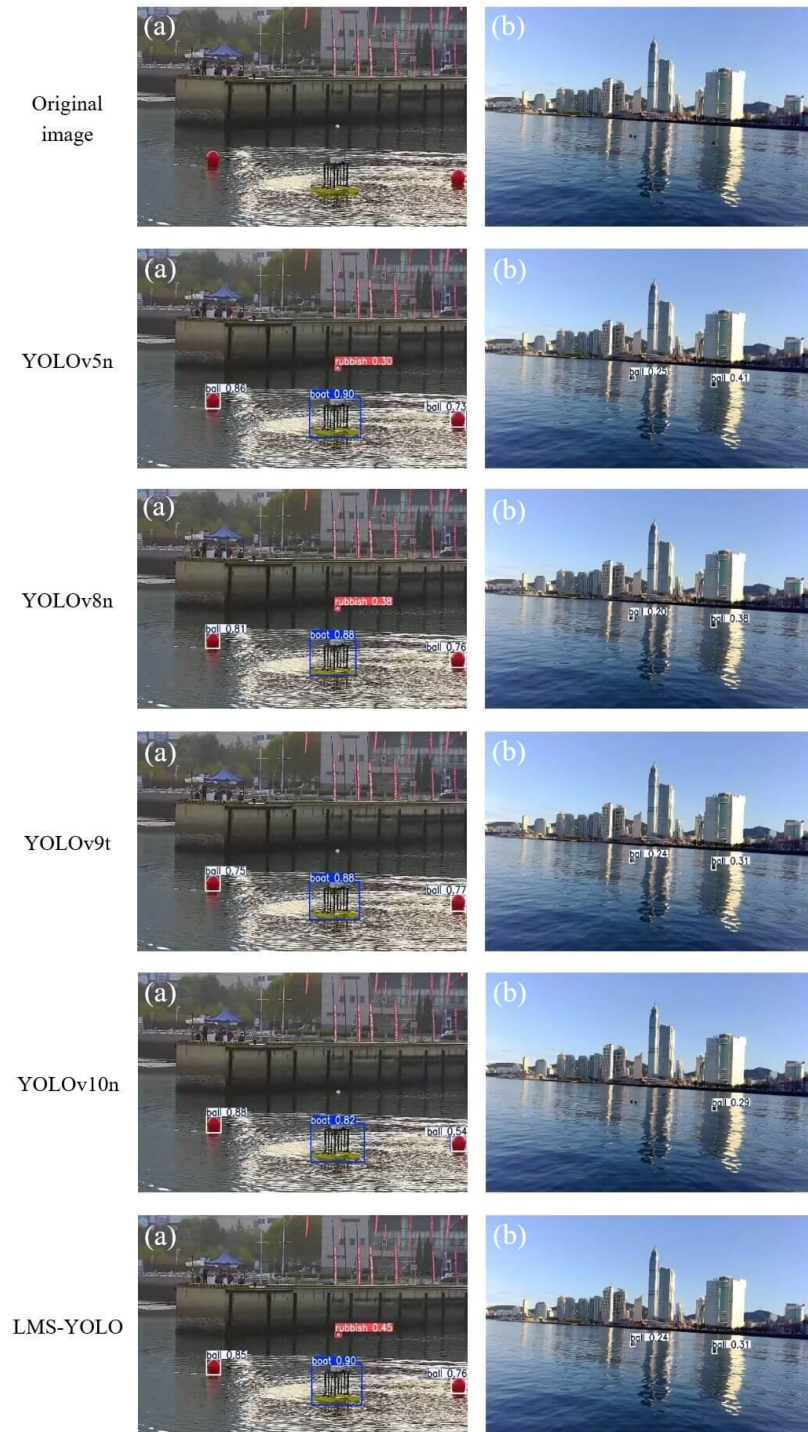 (a)
(b)
Original
image
(a)
(b)
YOLOv5n
rubbish 0.30
ball 0.86
boat 0.90
ball 0.73
ball 0.25
ball 0.41
(a)
(b)
YOLOv8n
rubbish 0.38
ball 0.81
boat 0.88
ball 0.76
ball 0.20
ball 0.38
(a)
(b)
YOLOv9t
ball 0.75
boat 0.88
ball 0.77
ball 0.24
ball 0.31
(a)
(b)
YOLOv10n
ball 0.88
boat 0.82
ball 0.54
ball 0.29
(a)
(b)
LMS-YOLO
rubbish 0.45
ball 0.85
boat 0.90
ball 0.76
ball 0.24
ball 0.31